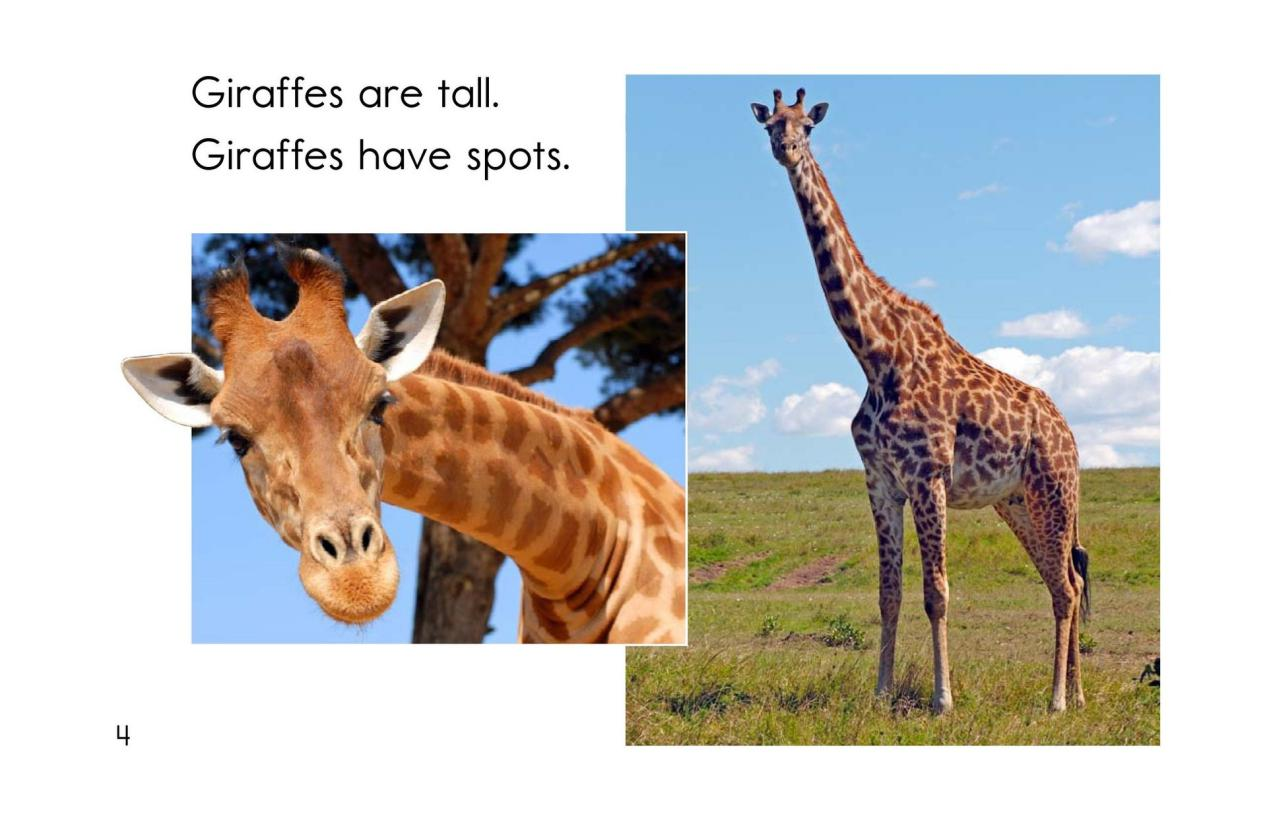 Giraffes are tall.
Giraffes have spots.
4